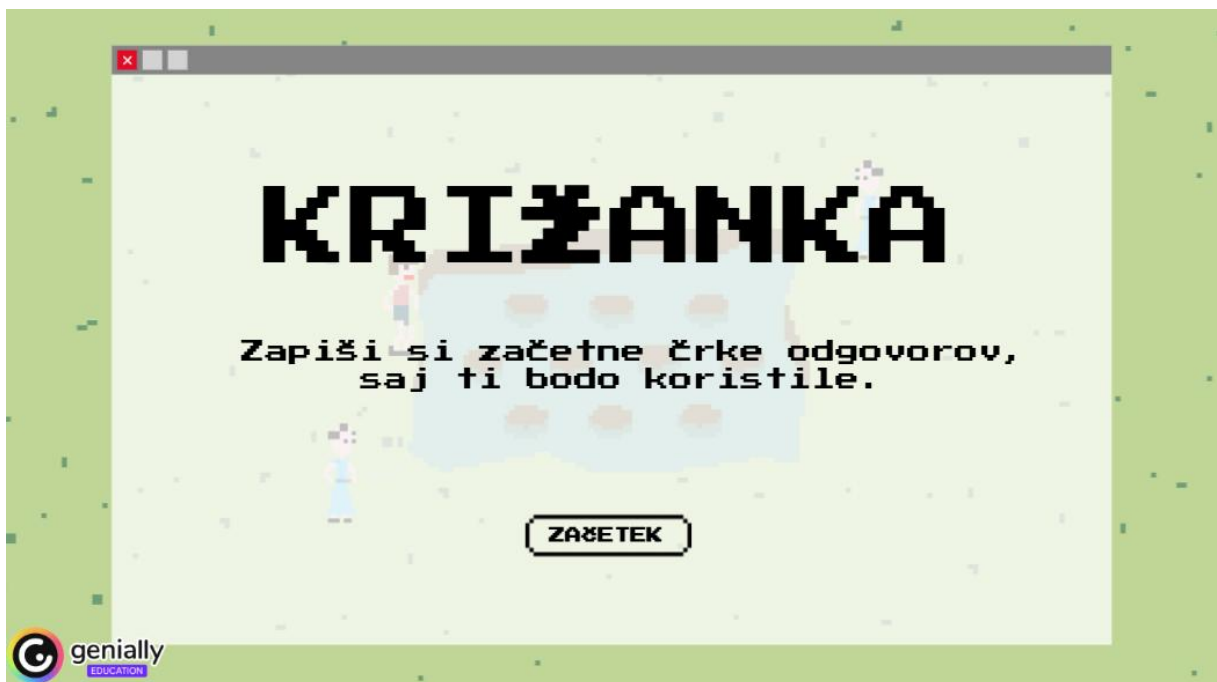 KRIŽANKA
Zapiši si začetne črke odgovorov,
saj ti bodo koristile.
ZAČETEK
genially
EDUCATION